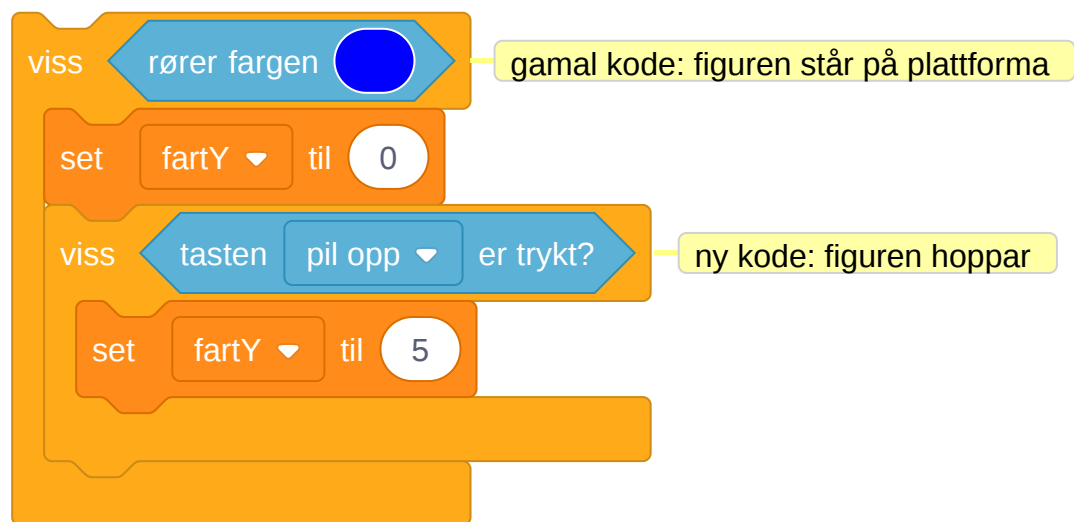 viss rører fargen gamal kode: figuren står på plattforma
set fartY til 0
viss tasten pil opp er trykt? ny kode: figuren hoppar
set fartY til 5